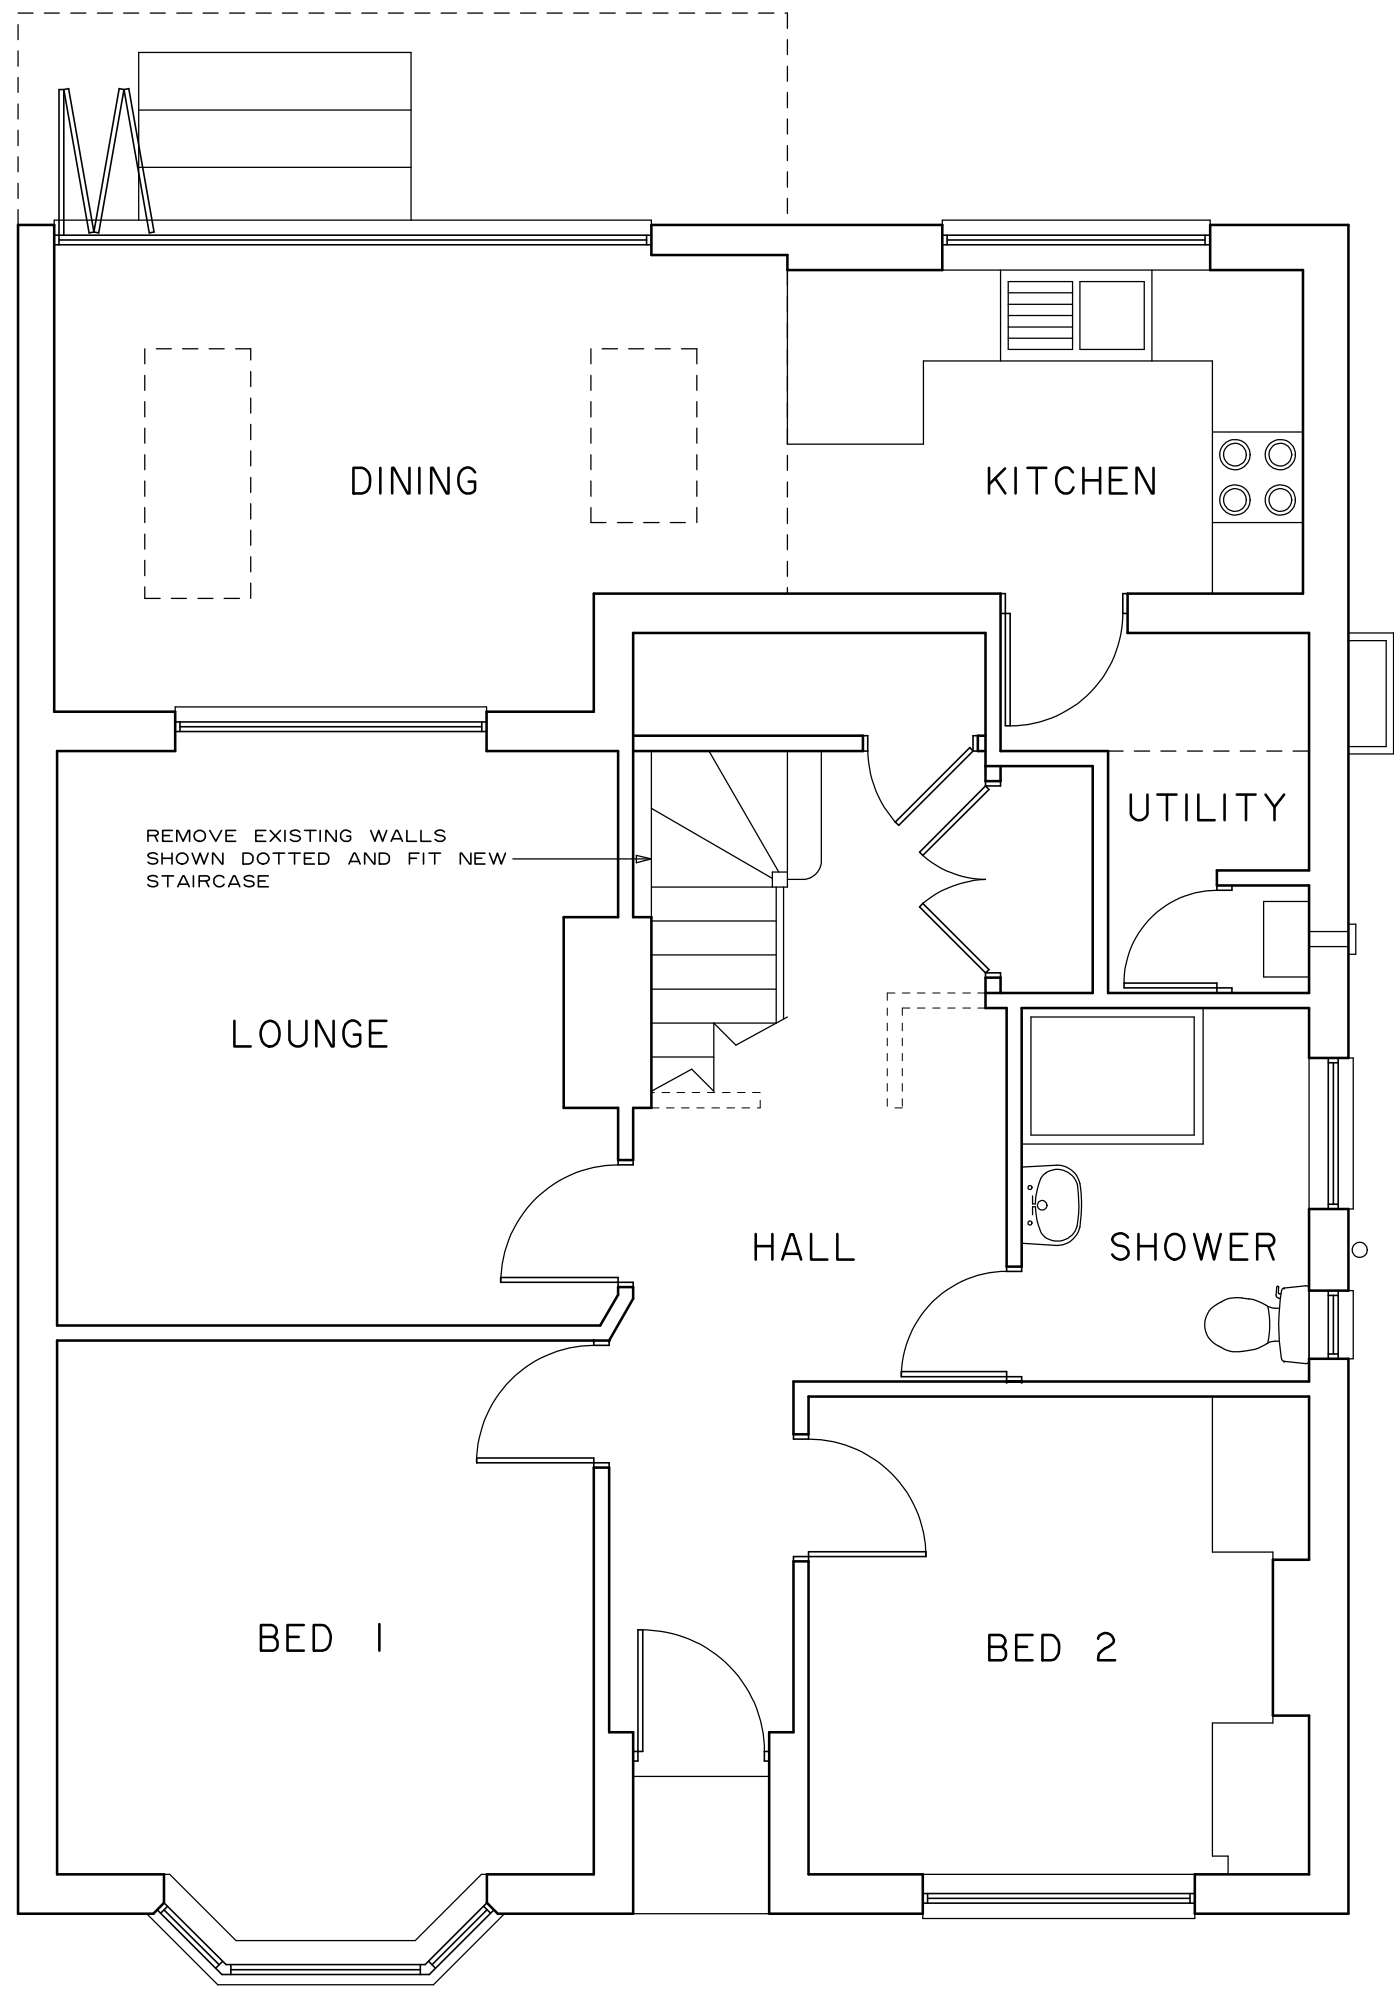 DINING
KITCHEN
UTILITY
REMOVE EXISTING WALLS
SHOWN DOTTED AND FIT NEW
STAIRCASE
LOUNGE
HALL
SHOWER
BED 1
BED 2